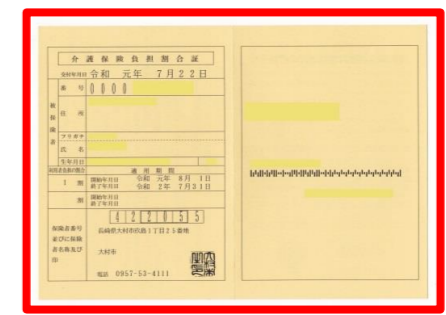 介護保険負担割合証
交付年月日 令和 元年 7月22日
番号 0000
被保険者
住所
フリガナ
氏名
生年月日
利用者負担の割合 適用期間
1割 開始年月日 令和 元年 8月 1日
終了年月日 令和 2年 7月31日
割 開始年月日
終了年月日
保険者番号
並びに保険
者名称及び
印
422055
長崎県大村市玖島1丁目25番地
大村市
電話 0957-53-4111